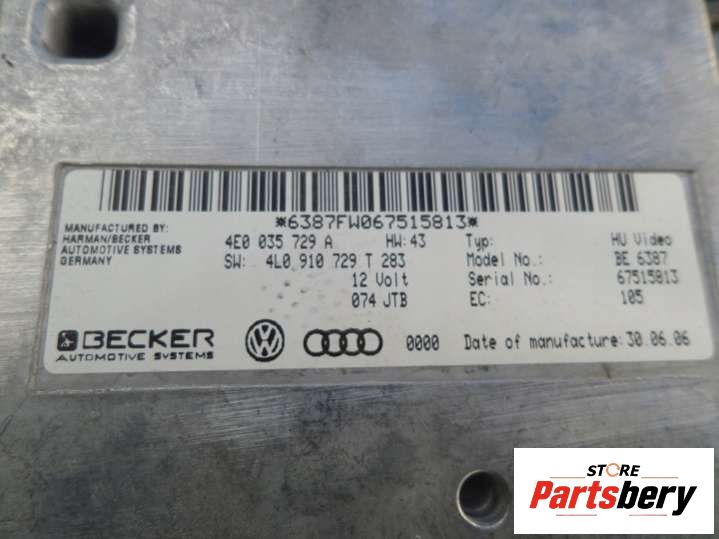 *6387FW067515813*
MANUFACTURED BY:
HARMAN/BECKER
AUTOMOTIVE SYSTEMS
GERMANY
4E0 035 729 A HW:43
SW: 4L0 910 729 T 283
12 Volt
074 JTB
Typ: HU Video
Model No.: BE 6387
Serial No.: 67515813
EC: 105
BECKER
AUTOMOTIVE SYSTEMS
0000 Date of manufacture:30.06.06
STORE
Partsbery